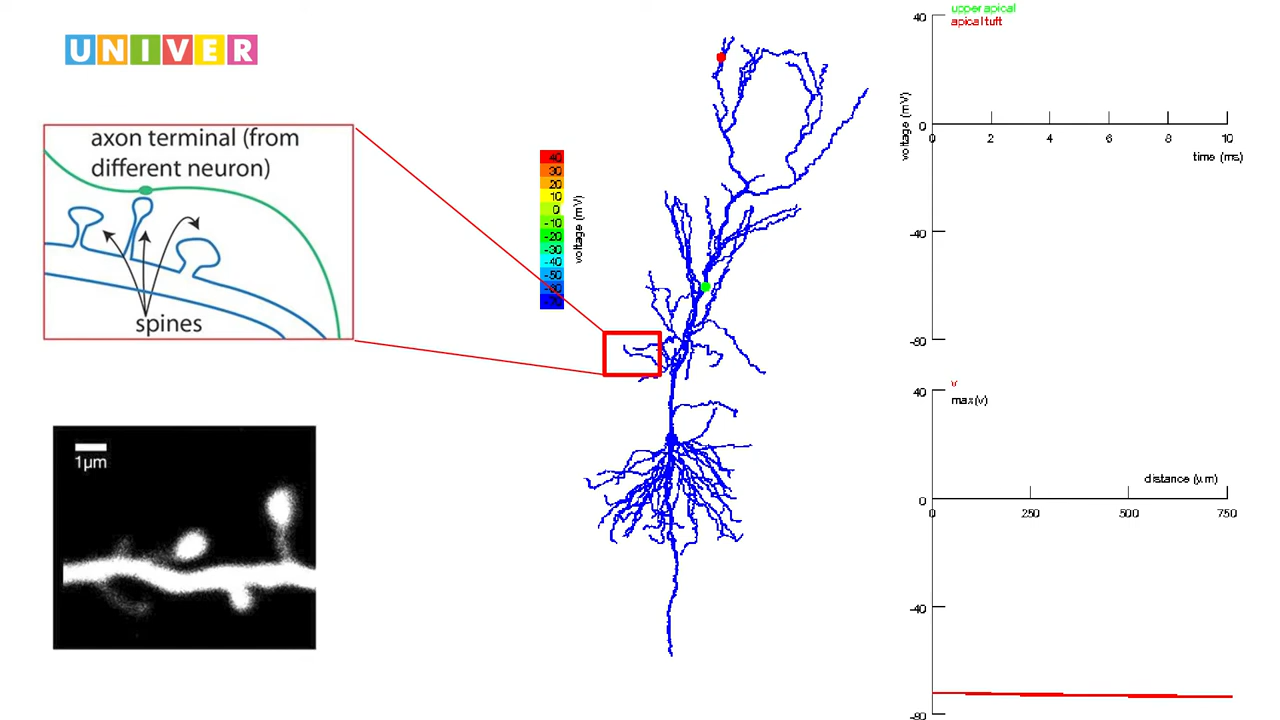 UNIVER
axon terminal (from
different neuron)
spines
1µm
40
30
20
10
0
-10
-20
-30
-40
-50
-60
voltage (mV)
upper apical
apical tuft
40
0
-40
-80
voltage (mV)
0 2 4 6 8 10
time (ms)
v
max(v)
40
0
-40
-80
distance (µm)
0 250 500 750